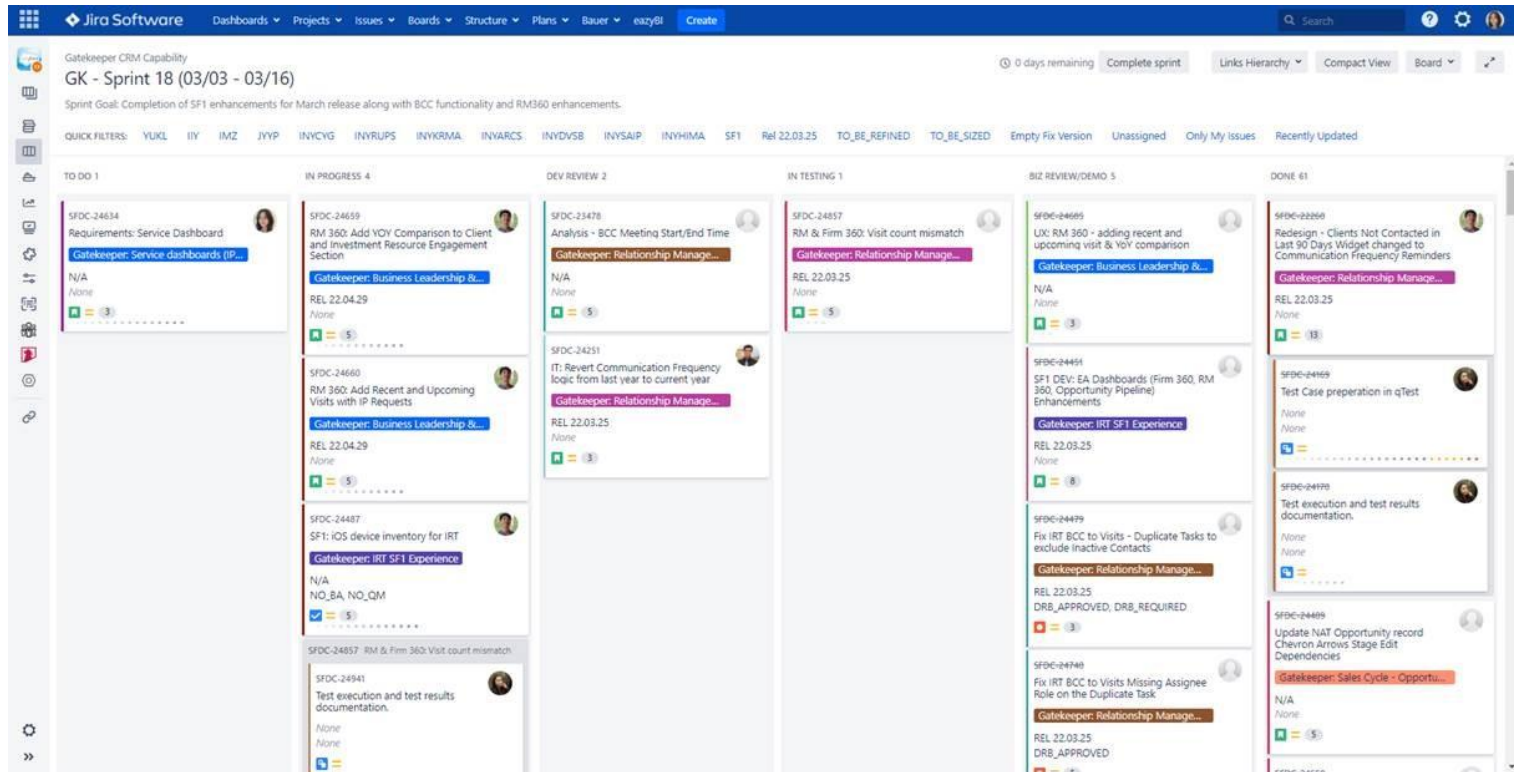 Jira Software
Dashboards Projects Issues Boards Structure Plans Bauer eazyBI Create
Search
Gatekeeper CRM Capability
GK - Sprint 18 (03/03 - 03/16)
0 days remaining Complete sprint Links Hierarchy Compact View Board
Sprint Goal: Completion of SF1 enhancements for March release along with BCC functionality and RM360 enhancements.
QUICK FILTERS: YUKL IIY IMZ JYYP INYCYG INYRUPS INYKRMA INYARCS INYDVSB INYSAIP INYHIMA SF1 Rel 22.03.25 TO_BE_REFINED TO_BE_SIZED Empty Fix Version Unassigned Only My Issues Recently Updated
TO DO 1
SFDC-24634
Requirements: Service Dashboard
Gatekeeper: Service dashboards (IP...
N/A
None
3
IN PROGRESS 4
SFDC-24659
RM 360: Add YOY Comparison to Client
and Investment Resource Engagement
Section
Gatekeeper: Business Leadership &...
REL 22.04.29
None
5
SFDC-24660
RM 360: Add Recent and Upcoming
Visits with IP Requests
Gatekeeper: Business Leadership &...
REL 22.04.29
None
5
SFDC-24487
SF1: iOS device inventory for IRT
Gatekeeper: IRT SF1 Experience
N/A
NO_BA, NO_QM
5
SFDC-24857 RM & Firm 360: Visit count mismatch
SFDC-24941
Test execution and test results
documentation.
None
None
DEV REVIEW 2
SFDC-23478
Analysis - BCC Meeting Start/End Time
Gatekeeper: Relationship Manage...
N/A
None
5
SFDC-24251
IT: Revert Communication Frequency
logic from last year to current year
Gatekeeper: Relationship Manage...
REL 22.03.25
None
3
IN TESTING 1
SFDC-24857
RM & Firm 360: Visit count mismatch
Gatekeeper: Relationship Manage...
REL 22.03.25
None
5
BIZ REVIEW/DEMO 5
SFDC-24605
UX: RM 360 - adding recent and
upcoming visit & YoY comparison
Gatekeeper: Business Leadership &...
N/A
None
3
SFDC-24451
SF1 DEV: EA Dashboards (Firm 360, RM
360, Opportunity Pipeline)
Enhancements
Gatekeeper: IRT SF1 Experience
REL 22.03.25
None
8
SFDC-24479
Fix IRT BCC to Visits - Duplicate Tasks to
exclude Inactive Contacts
Gatekeeper: Relationship Manage...
REL 22.03.25
DRB_APPROVED, DRB_REQUIRED
3
SFDC-24740
Fix IRT BCC to Visits Missing Assignee
Role on the Duplicate Task
Gatekeeper: Relationship Manage...
REL 22.03.25
DRB_APPROVED
DONE 61
SFDC-22260
Redesign - Clients Not Contacted in
Last 90 Days Widget changed to
Communication Frequency Reminders
Gatekeeper: Relationship Manage...
REL 22.03.25
None
13
SFDC-24169
Test Case preperation in qTest
None
None
SFDC-24170
Test execution and test results
documentation.
None
None
SFDC-24409
Update NAT Opportunity record
Chevron Arrows Stage Edit
Dependencies
Gatekeeper: Sales Cycle - Opportu...
N/A
None
5